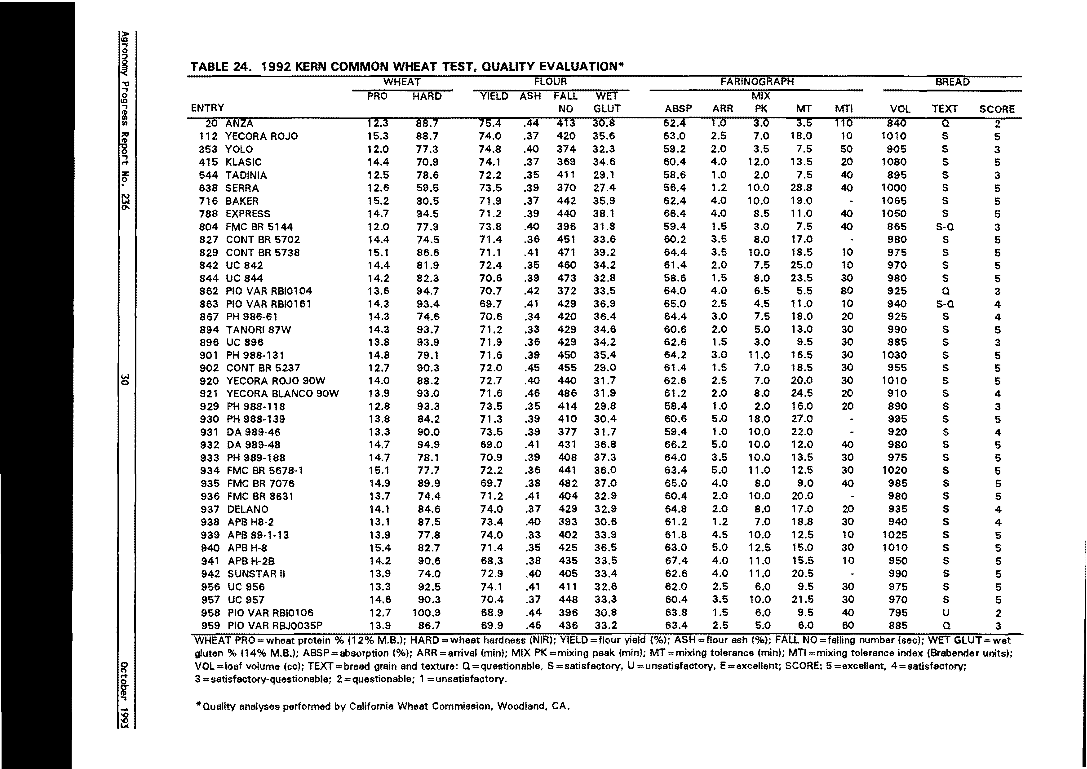 Agronomy Progress Report No. 236
30
October 1993
TABLE 24. 1992 KERN COMMON WHEAT TEST, QUALITY EVALUATION*
WHEAT FLOUR FARINOGRAPH BREAD
PRO HARD YIELD ASH FALL WET MIX
ENTRY NO GLUT ABSP ARR PK MT MTI VOL TEXT SCORE
20 ANZA 12.3 88.7 75.4 .44 413 30.8 62.4 1.0 3.0 3.5 110 840 Q 2
112 YECORA ROJO 15.3 88.7 74.0 .37 420 35.6 63.0 2.5 7.0 18.0 10 1010 S 5
353 YOLO 12.0 77.3 74.8 .40 374 32.3 59.2 2.0 3.5 7.5 50 905 S 3
415 KLASIC 14.4 70.9 74.1 .37 369 34.6 60.4 4.0 12.0 13.5 20 1080 S 5
544 TADINIA 12.5 78.6 72.2 .35 411 29.1 58.6 1.0 2.0 7.5 40 895 S 3
638 SERRA 12.6 59.5 73.5 .39 370 27.4 56.4 1.2 10.0 28.8 40 1000 S 5
716 BAKER 15.2 80.5 71.9 .37 442 35.9 62.4 4.0 10.0 19.0 - 1065 S 5
788 EXPRESS 14.7 94.5 71.2 .39 440 38.1 66.4 4.0 8.5 11.0 40 1050 S 5
804 FMC BR 5144 12.0 77.9 73.8 .40 396 31.8 59.4 1.5 3.0 7.5 40 865 S-Q 3
827 CONT BR 5702 14.4 74.5 71.4 .36 451 33.6 60.2 3.5 8.0 17.0 - 980 S 5
829 CONT BR 5738 15.1 86.6 71.1 .41 471 39.2 64.4 3.5 10.0 18.5 10 975 S 5
842 UC 842 14.4 81.9 72.4 .35 460 34.2 61.4 2.0 7.5 25.0 10 970 S 5
844 UC 844 14.2 82.3 70.6 .39 473 32.8 58.6 1.5 8.0 23.5 30 980 S 5
862 PIO VAR RBI0104 13.6 94.7 70.7 .42 372 33.5 64.0 4.0 6.5 5.5 80 925 Q 3
863 PIO VAR RBI0161 14.3 93.4 69.7 .41 429 36.9 65.0 2.5 4.5 11.0 10 940 S-Q 4
867 PH 986-61 14.3 74.6 70.6 .34 420 36.4 64.4 3.0 7.5 18.0 20 925 S 4
894 TANORI 87W 14.3 93.7 71.2 .33 429 34.6 60.6 2.0 5.0 13.0 30 990 S 5
896 UC 896 13.8 93.9 71.9 .36 429 34.2 62.6 1.5 3.0 9.5 30 885 S 3
901 PH 988-131 14.8 79.1 71.6 .39 450 35.4 64.2 3.0 11.0 16.5 30 1030 S 5
902 CONT BR 5237 12.7 90.3 72.0 .45 455 29.0 61.4 1.5 7.0 18.5 30 955 S 5
920 YECORA ROJO 90W 14.0 88.2 72.7 .40 440 31.7 62.6 2.5 7.0 20.0 30 1010 S 5
921 YECORA BLANCO 90W 13.9 93.0 71.6 .46 486 31.9 61.2 2.0 8.0 24.5 20 910 S 4
929 PH 988-118 12.8 93.3 73.5 .35 414 29.8 58.4 1.0 2.0 16.0 20 890 S 3
930 PH 988-139 13.8 84.2 71.3 .39 410 30.4 60.6 5.0 18.0 27.0 - 995 S 5
931 DA 989-46 13.3 90.0 73.5 .39 377 31.7 59.4 1.0 10.0 22.0 - 920 S 4
932 DA 989-48 14.7 94.9 69.0 .41 431 36.8 66.2 5.0 10.0 12.0 40 980 S 5
933 PH 989-188 14.7 78.1 70.9 .39 408 37.3 64.0 3.5 10.0 13.5 30 975 S 5
934 FMC BR 5678-1 15.1 77.7 72.2 .36 441 36.0 63.4 5.0 11.0 12.5 30 1020 S 5
935 FMC BR 7076 14.9 89.9 69.7 .38 482 37.0 65.0 4.0 8.0 9.0 40 985 S 5
936 FMC BR 8631 13.7 74.4 71.2 .41 404 32.9 60.4 2.0 10.0 20.0 - 980 S 5
937 DELANO 14.1 84.6 74.0 .37 429 32.9 64.8 2.0 8.0 17.0 20 935 S 4
938 APB H8-2 13.1 87.5 73.4 .40 393 30.6 61.2 1.2 7.0 18.8 30 940 S 4
939 APB 89-1-13 13.9 77.8 74.0 .33 402 33.9 61.8 4.5 10.0 12.5 10 1025 S 5
940 APB H-8 15.4 82.7 71.4 .35 425 36.5 63.0 5.0 12.5 15.0 30 1010 S 5
941 APB H-2B 14.2 90.6 68.3 .38 435 33.5 67.4 4.0 11.0 15.5 10 950 S 5
942 SUNSTAR II 13.9 74.0 72.9 .40 405 33.4 62.6 4.0 11.0 20.5 - 990 S 5
956 UC 956 13.3 92.5 74.1 .41 411 32.6 62.0 2.5 6.0 9.5 30 975 S 5
957 UC 957 14.6 90.3 70.4 .37 448 33.3 60.4 3.5 10.0 21.5 30 970 S 5
958 PIO VAR RBI0106 12.7 100.9 68.9 .44 396 30.8 63.8 1.5 6.0 9.5 40 795 U 2
959 PIO VAR RBJ0035P 13.9 86.7 69.9 .46 436 33.2 63.4 2.5 5.0 6.0 60 885 Q 3
WHEAT PRO=wheat protein % (12% M.B.); HARD=wheat hardness (NIR); YIELD=flour yield (%); ASH=flour ash (%); FALL NO=falling number (sec); WET GLUT=wet
gluten % (14% M.B.); ABSP=absorption (%); ARR=arrival (min); MIX PK=mixing peak (min); MT=mixing tolerance (min); MTI=mixing tolerance index (Brabender units);
VOL=loaf volume (cc); TEXT=bread grain and texture: Q=questionable, S=satisfactory, U=unsatisfactory, E=excellent; SCORE: 5=excellent, 4=satisfactory;
3=satisfactory-questionable; 2=questionable; 1=unsatisfactory.
*Quality analyses performed by California Wheat Commission, Woodland, CA.